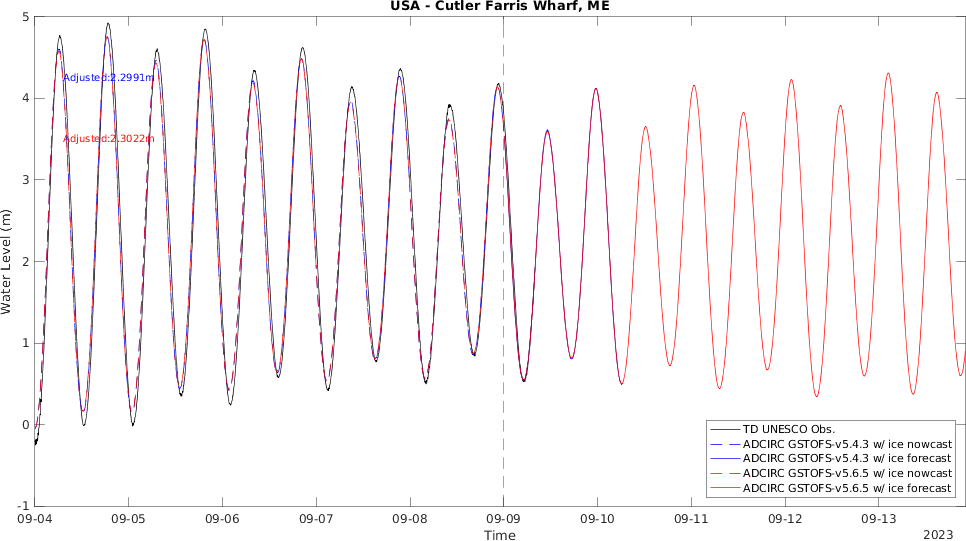 USA - Cutler Farris Wharf, ME
5
4
3
2
1
0
-1
Water Level (m)
Adjusted:2.2991m
Adjusted:2.3022m
TD UNESCO Obs.
ADCIRC GSTOFS-v5.4.3 w/ ice nowcast
ADCIRC GSTOFS-v5.4.3 w/ ice forecast
ADCIRC GSTOFS-v5.6.5 w/ ice nowcast
ADCIRC GSTOFS-v5.6.5 w/ ice forecast
09-04 09-05 09-06 09-07 09-08 09-09 09-10 09-11 09-12 09-13
Time
2023